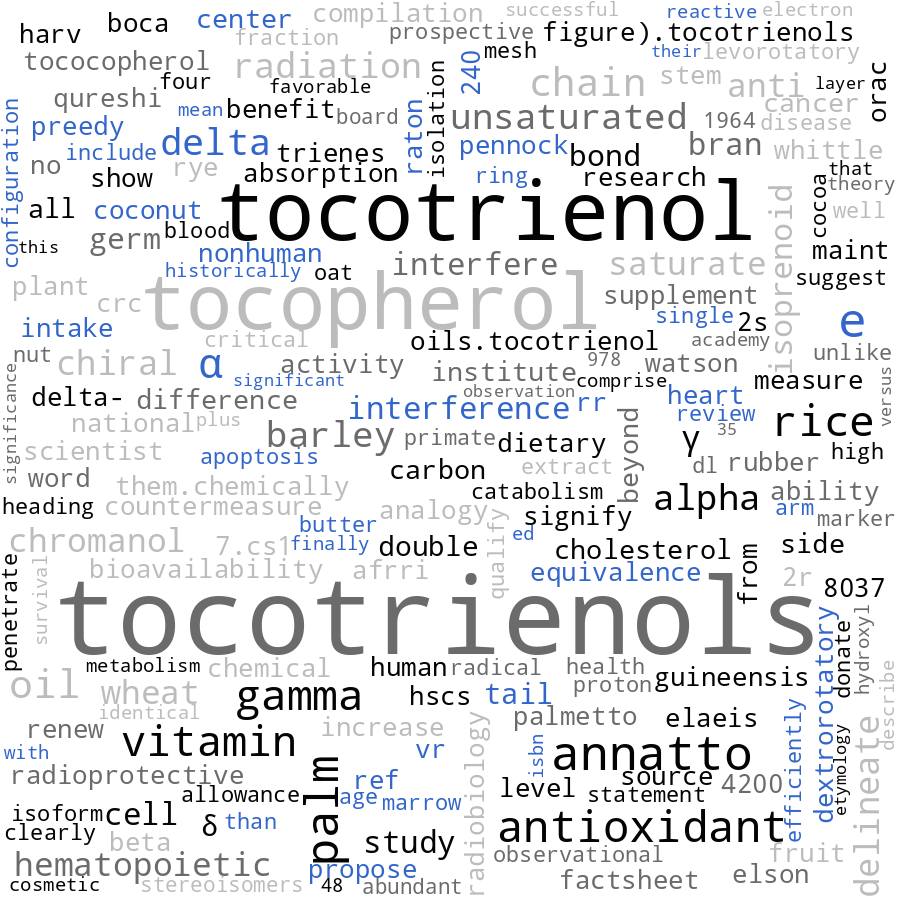 compilation successful reactive electron
harv boca center
fraction prospective figure).tocotrienols
tococopherol radiation 240 mesh their levorotatory
four favorable isolation chain stem anti layer orac
qureshi mean benefit board raton unsaturated 1964 cancer
preedy delta pennock bran disease
include trienes bond whittle
no rye absorption ring research that
configuration show theory
all coconut tocotrienol isoprenoid cocoa well
germ blood
this nonhuman interfere saturate maint
historically oat suggest
plant crc tocopherol supplement
intake single 2s e
critical oils.tocotrienol academy
nut chiral α activity institute 978 watson unlike
significant comprise measure versus
significance delta- difference observation heart
national plus interference rr review rice
barley primate beyond γ 35
scientist apoptosis dietary high
word carbon extract dl rubber
them.chemically catabolism alpha ability
heading countermeasure analogy signify arm marker
butter qualify ed
chromanol 7.cs1 finally double cholesterol from side
penetrate survival bioavailability afrri equivalence 2r 8037
tocotrienols dextrorotatory donate hydroxyl
metabolism chemical human radical health guineensis
oil wheat gamma hscs tail proton describe
identical
renew increase palmetto elaeis
with vitamin vr radiobiology isbn annatto efficiently delineate etymology
radioprotective palm ref source
allowance age marrow level statement 4200
isoform cell
clearly δ than antioxidant
beta study
hematopoietic propose observational fruit
cosmetic stereoisomers 48 abundant factsheet elson